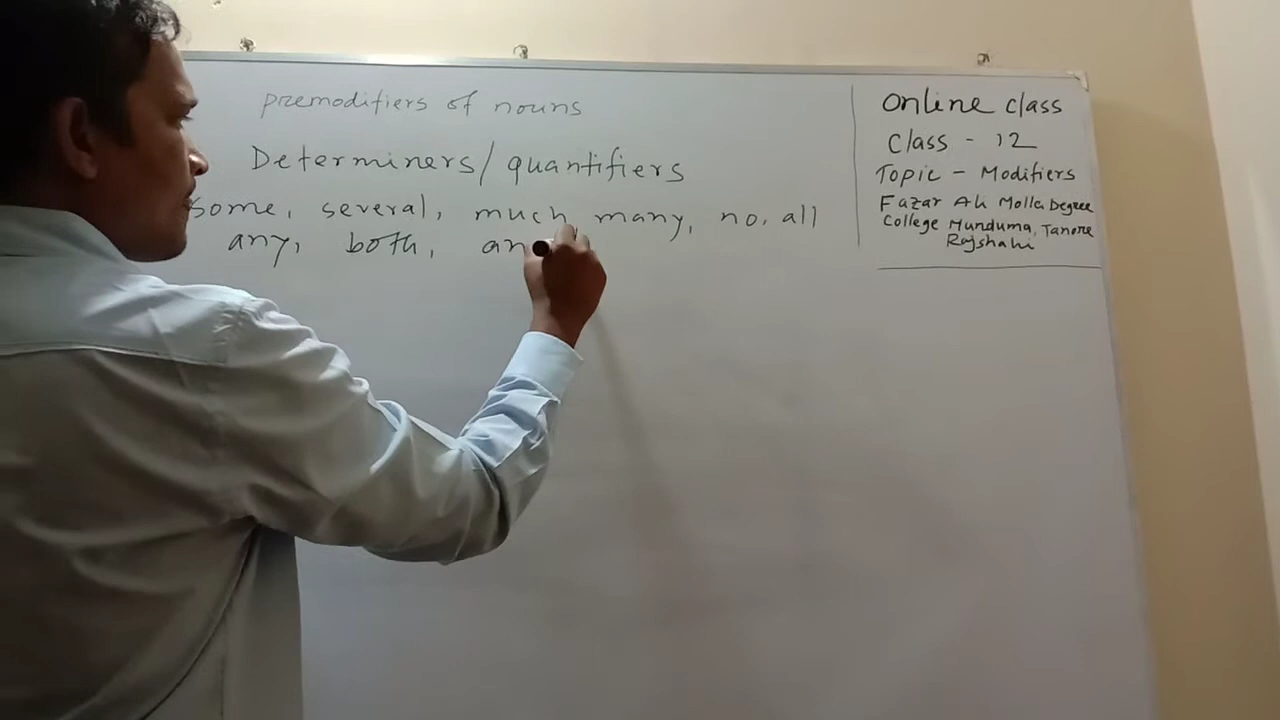 premodifiers of nouns
Determiners/quantifiers
some, several, much, many, no, all
any, both, an
Online class
Class - 12
Topic - Modifiers
Fazar Ali Molla Degree
College Munduma, Tanore
Rajshahi